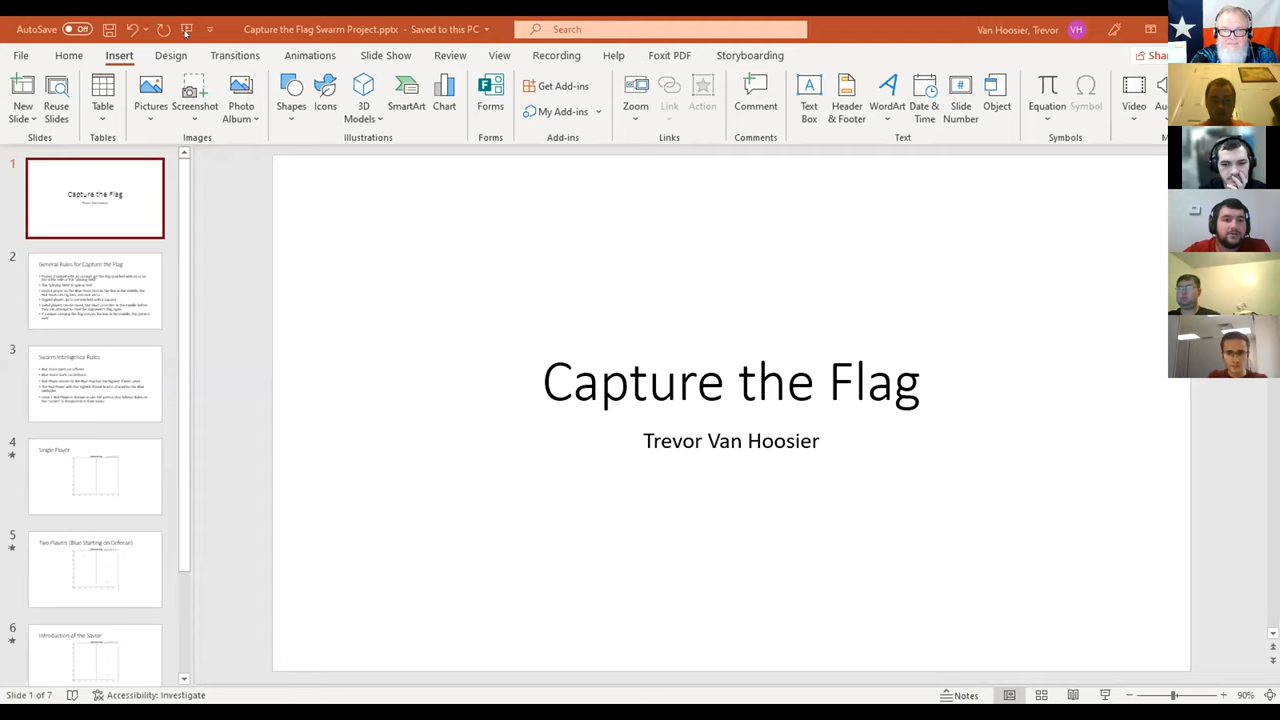 AutoSave Off Capture the Flag Swarm Project.pptx - Saved to this PC Search Van Hoosier, Trevor VH
File Home Insert Design Transitions Animations Slide Show Review View Recording Help Foxit PDF Storyboarding Shar
New Slide Reuse Slides Table Pictures Screenshot Photo Album Shapes Icons 3D Models SmartArt Chart Forms Get Add-ins My Add-ins Zoom Link Action Comment Text Box Header & Footer WordArt Date & Time Slide Number Object Equation Symbol Video Au
Slides Tables Images Illustrations Forms Add-ins Links Comments Text Symbols M
1
Capture the Flag
2
General Rules for Capture the Flag
3
Swarm Intelligence Rules
4
Single Player
5
Two Players (Blue Starting on Defense)
6
Introduction of the Savior
Capture the Flag
Trevor Van Hoosier
Slide 1 of 7 Accessibility: Investigate Notes 90%